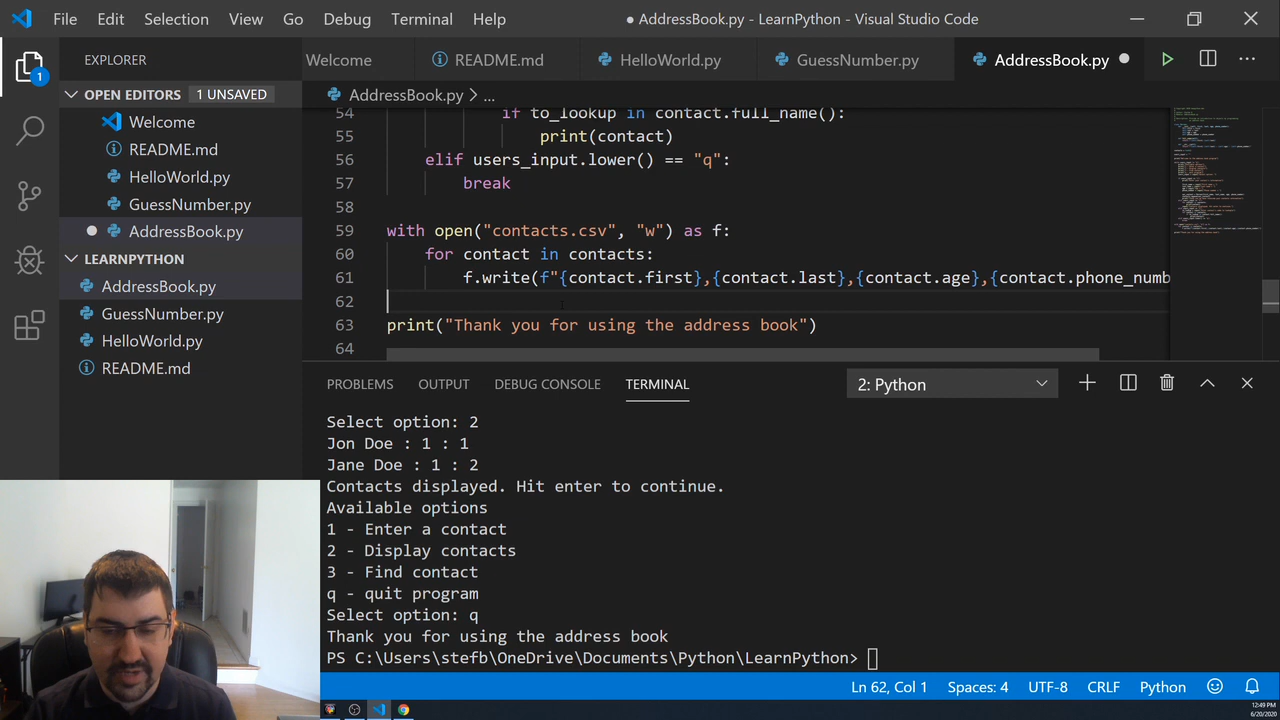 File Edit Selection View Go Debug Terminal Help ● AddressBook.py - LearnPython - Visual Studio Code
EXPLORER
Welcome README.md HelloWorld.py GuessNumber.py AddressBook.py
OPEN EDITORS 1 UNSAVED
Welcome
README.md
HelloWorld.py
GuessNumber.py
AddressBook.py
LEARNPYTHON
AddressBook.py
GuessNumber.py
HelloWorld.py
README.md
1
AddressBook.py > ...
54 if to_lookup in contact.full_name():
55 print(contact)
56 elif users_input.lower() == "q":
57 break
58
59 with open("contacts.csv", "w") as f:
60 for contact in contacts:
61 f.write(f"{contact.first},{contact.last},{contact.age},{contact.phone_numb
62
63 print("Thank you for using the address book")
64
PROBLEMS OUTPUT DEBUG CONSOLE TERMINAL 2: Python
Select option: 2
Jon Doe : 1 : 1
Jane Doe : 1 : 2
Contacts displayed. Hit enter to continue.
Available options
1 - Enter a contact
2 - Display contacts
3 - Find contact
q - quit program
Select option: q
Thank you for using the address book
PS C:\Users\stefb\OneDrive\Documents\Python\LearnPython>
Ln 62, Col 1 Spaces: 4 UTF-8 CRLF Python
12:49 PM
6/20/2020